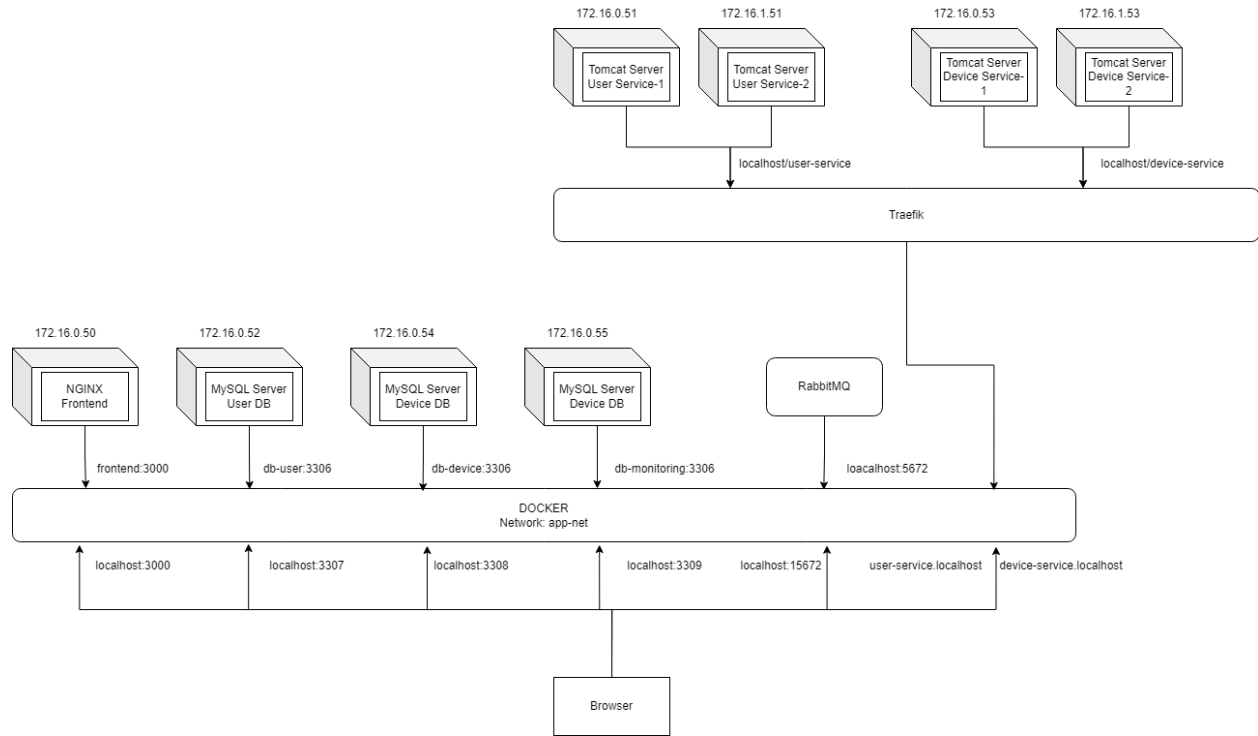 172.16.0.51
172.16.1.51
172.16.0.53
172.16.1.53
Tomcat Server
User Service-1
Tomcat Server
User Service-2
Tomcat Server
Device Service-
1
Tomcat Server
Device Service-
2
localhost/user-service
localhost/device-service
Traefik
172.16.0.50
172.16.0.52
172.16.0.54
172.16.0.55
NGINX
Frontend
MySQL Server
User DB
MySQL Server
Device DB
MySQL Server
Device DB
RabbitMQ
frontend:3000
db-user:3306
db-device:3306
db-monitoring:3306
loacalhost:5672
DOCKER
Network: app-net
localhost:3000
localhost:3307
localhost:3308
localhost:3309
localhost:15672
user-service.localhost
device-service.localhost
Browser